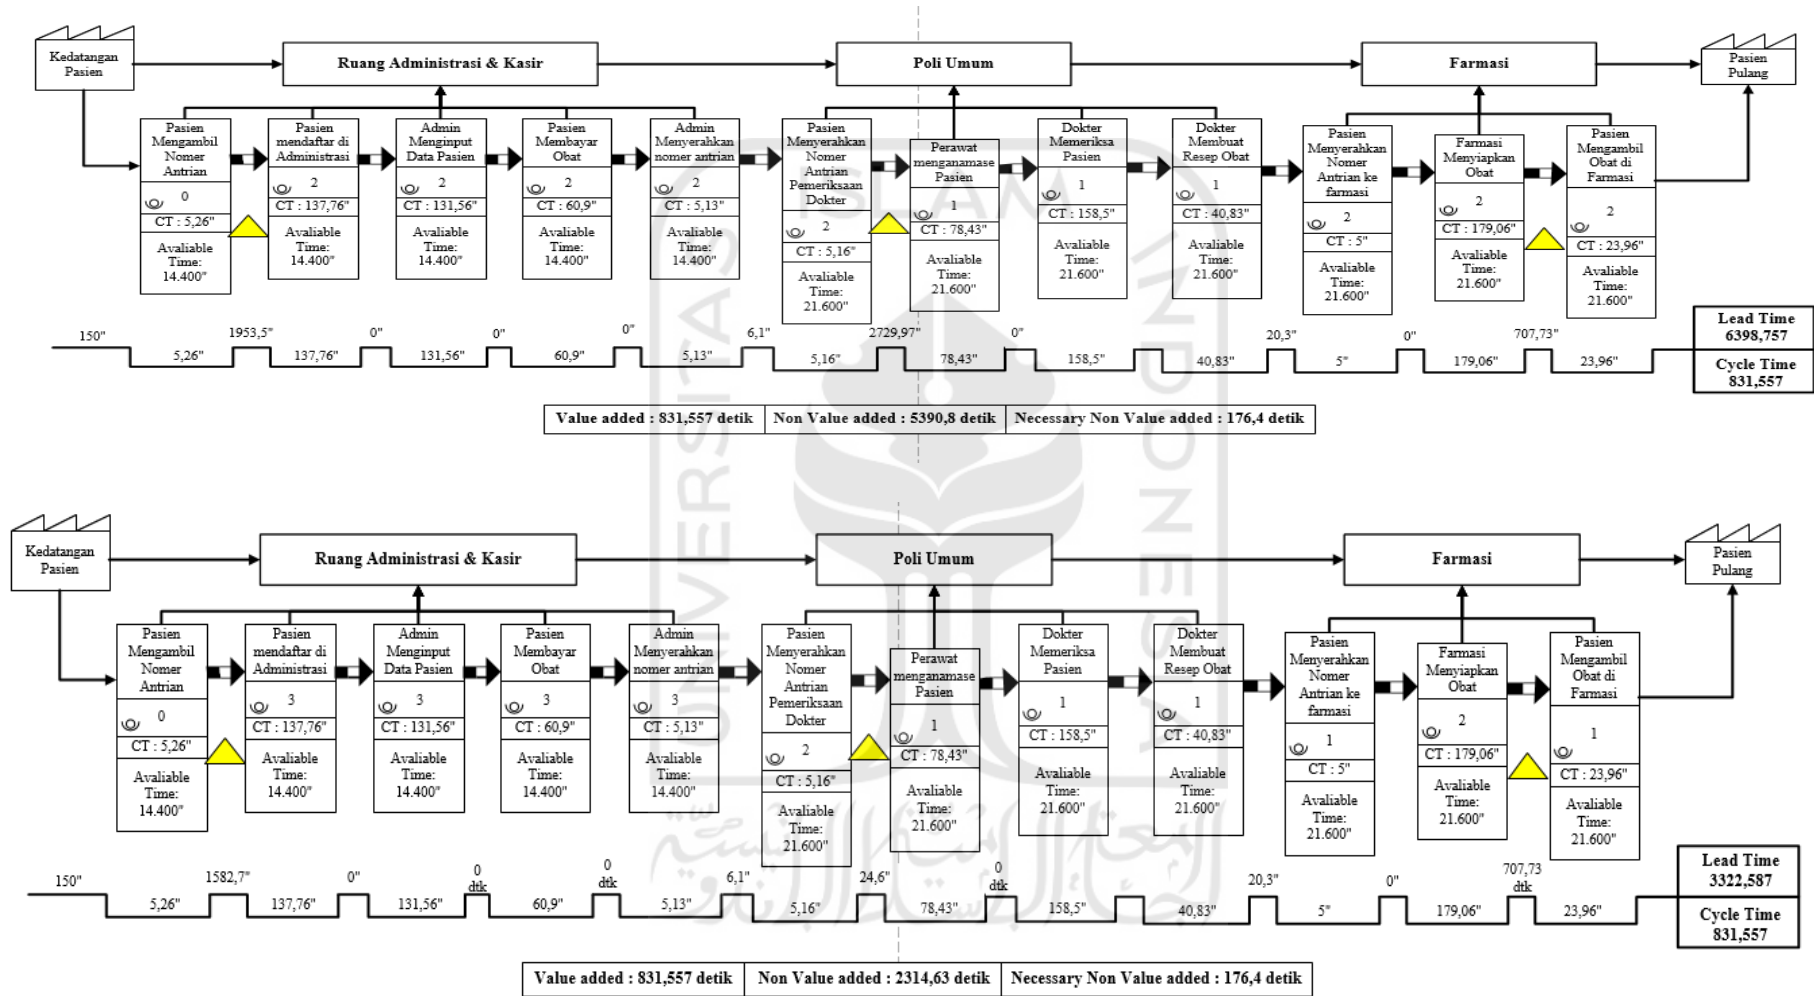 Kedatangan
Pasien
Ruang Administrasi & Kasir
Poli Umum
Farmasi
Pasien
Pulang
Pasien
Mengambil
Nomer
Antrian
0
CT : 5,26"
Avaliable
Time:
14.400"
Pasien
mendaftar di
Administrasi
2
CT : 137,76"
Avaliable
Time:
14.400"
Admin
Menginput
Data Pasien
2
CT : 131,56"
Avaliable
Time:
14.400"
Pasien
Membayar
Obat
2
CT : 60,9"
Avaliable
Time:
14.400"
Admin
Menyerahkan
nomer antrian
2
CT : 5,13"
Avaliable
Time:
14.400"
Pasien
Menyerahkan
Nomer
Antrian
Pemeriksaan
Dokter
2
CT : 5,16"
Avaliable
Time:
21.600"
Perawat
menganamase
Pasien
1
CT : 78,43"
Avaliable
Time:
21.600"
Dokter
Memeriksa
Pasien
1
CT : 158,5"
Avaliable
Time:
21.600"
Dokter
Membuat
Resep Obat
1
CT : 40,83"
Avaliable
Time:
21.600"
Pasien
Menyerahkan
Nomer
Antrian ke
farmasi
2
CT : 5"
Avaliable
Time:
21.600"
Farmasi
Menyiapkan
Obat
2
CT : 179,06"
Avaliable
Time:
21.600"
Pasien
Mengambil
Obat di
Farmasi
2
CT : 23,96"
Avaliable
Time:
21.600"
150" 1953,5" 0" 0" 0" 6,1" 2729,97" 0" 20,3" 0" 707,73"
5,26" 137,76" 131,56" 60,9" 5,13" 5,16" 78,43" 158,5" 40,83" 5" 179,06" 23,96"
Lead Time
6398,757
Cycle Time
831,557
Value added : 831,557 detik Non Value added : 5390,8 detik Necessary Non Value added : 176,4 detik
Kedatangan
Pasien
Ruang Administrasi & Kasir
Poli Umum
Farmasi
Pasien
Pulang
Pasien
Mengambil
Nomer
Antrian
0
CT : 5,26"
Avaliable
Time:
14.400"
Pasien
mendaftar di
Administrasi
3
CT : 137,76"
Avaliable
Time:
14.400"
Admin
Menginput
Data Pasien
3
CT : 131,56"
Avaliable
Time:
14.400"
Pasien
Membayar
Obat
3
CT : 60,9"
Avaliable
Time:
14.400"
Admin
Menyerahkan
nomer antrian
3
CT : 5,13"
Avaliable
Time:
14.400"
Pasien
Menyerahkan
Nomer
Antrian
Pemeriksaan
Dokter
2
CT : 5,16"
Avaliable
Time:
21.600"
Perawat
menganamase
Pasien
1
CT : 78,43"
Avaliable
Time:
21.600"
Dokter
Memeriksa
Pasien
1
CT : 158,5"
Avaliable
Time:
21.600"
Dokter
Membuat
Resep Obat
1
CT : 40,83"
Avaliable
Time:
21.600"
Pasien
Menyerahkan
Nomer
Antrian ke
farmasi
1
CT : 5"
Avaliable
Time:
21.600"
Farmasi
Menyiapkan
Obat
2
CT : 179,06"
Avaliable
Time:
21.600"
Pasien
Mengambil
Obat di
Farmasi
1
CT : 23,96"
Avaliable
Time:
21.600"
150" 1582,7" 0" 0 dtk 0 dtk 6,1" 24,6" 0 dtk 20,3" 0" 707,73 dtk
5,26" 137,76" 131,56" 60,9" 5,13" 5,16" 78,43" 158,5" 40,83" 5" 179,06" 23,96"
Lead Time
3322,587
Cycle Time
831,557
Value added : 831,557 detik Non Value added : 2314,63 detik Necessary Non Value added : 176,4 detik
UNIVERSITAS
ISLAM
INDONESIA